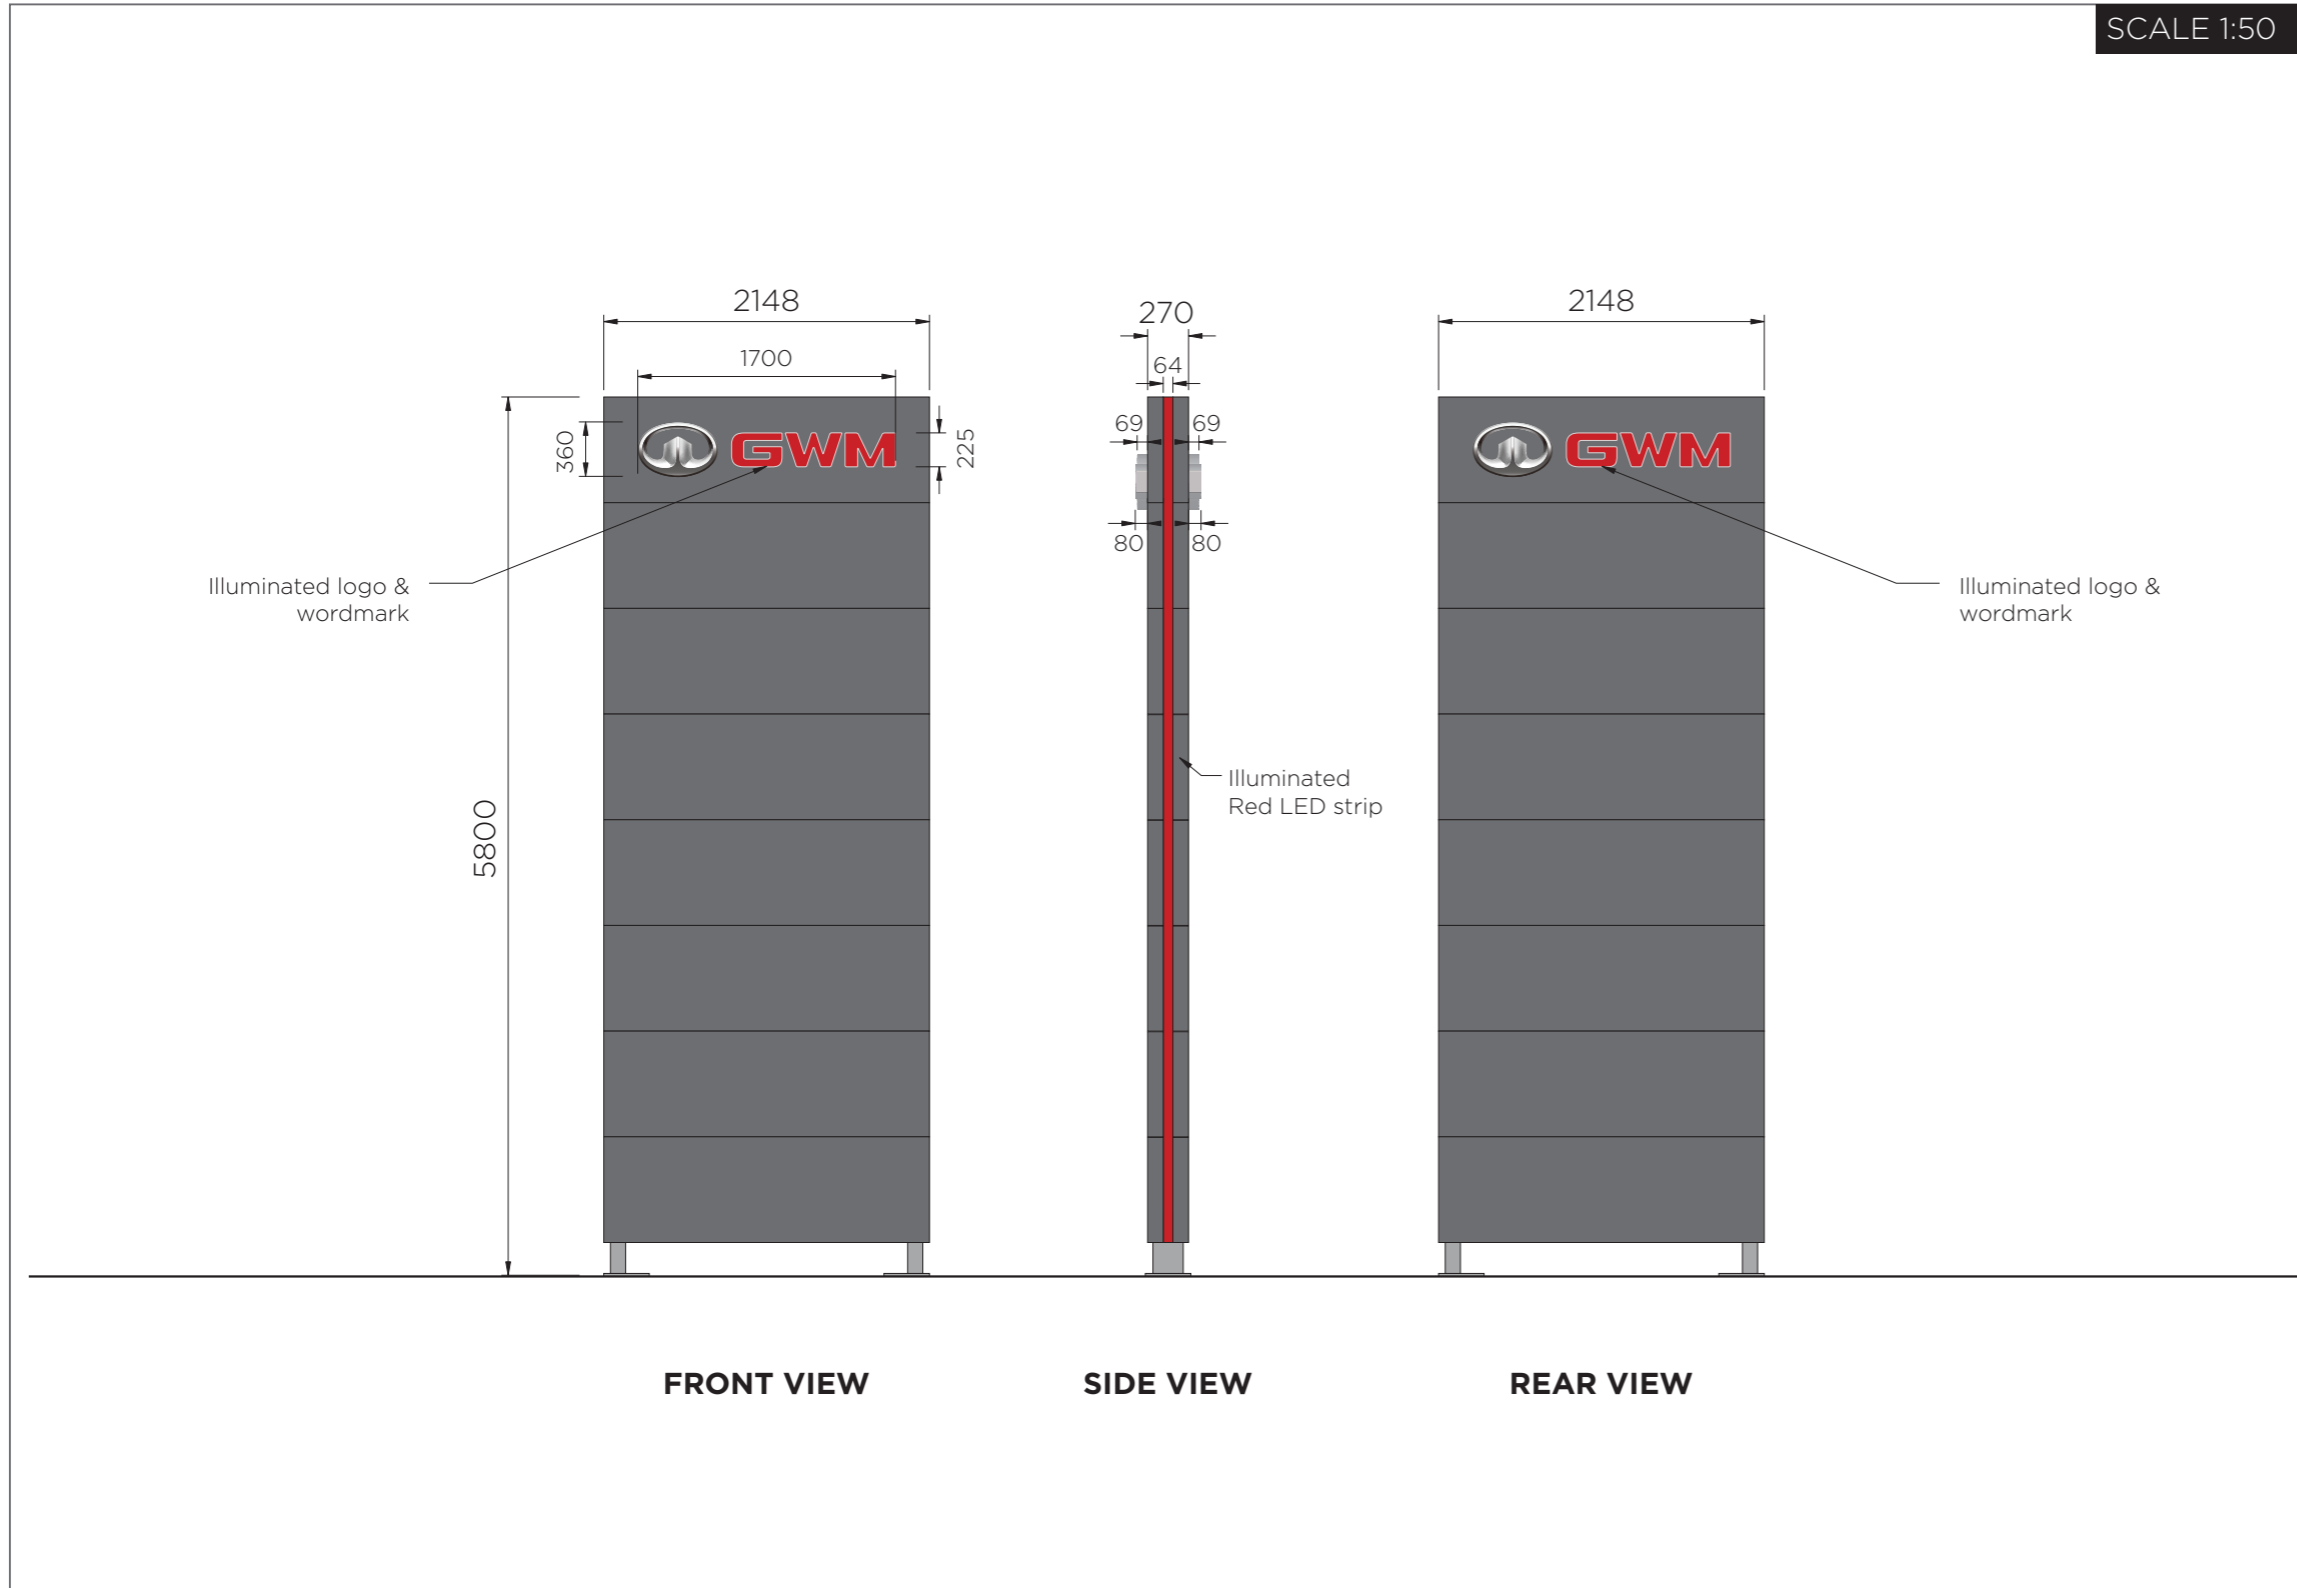 SCALE 1:50
2148
270
2148
1700
64
360
GWM
225
69
69
GWM
80
80
Illuminated logo &
wordmark
Illuminated logo &
wordmark
Illuminated
Red LED strip
5800
FRONT VIEW
SIDE VIEW
REAR VIEW